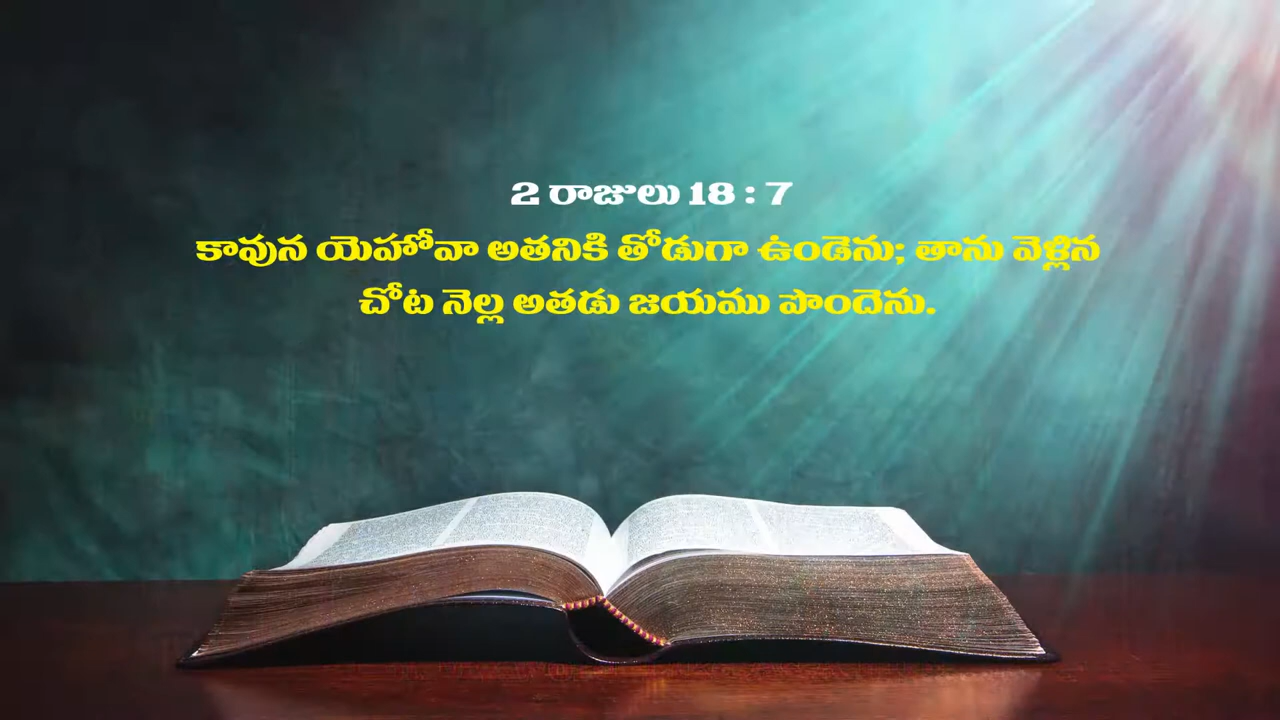 2 రాజులు 18 : 7
కావున యెహోవా అతనికి తోడుగా ఉండెను; తాను వెళ్లిన
చోట నెల్ల అతడు జయము పొందెను.